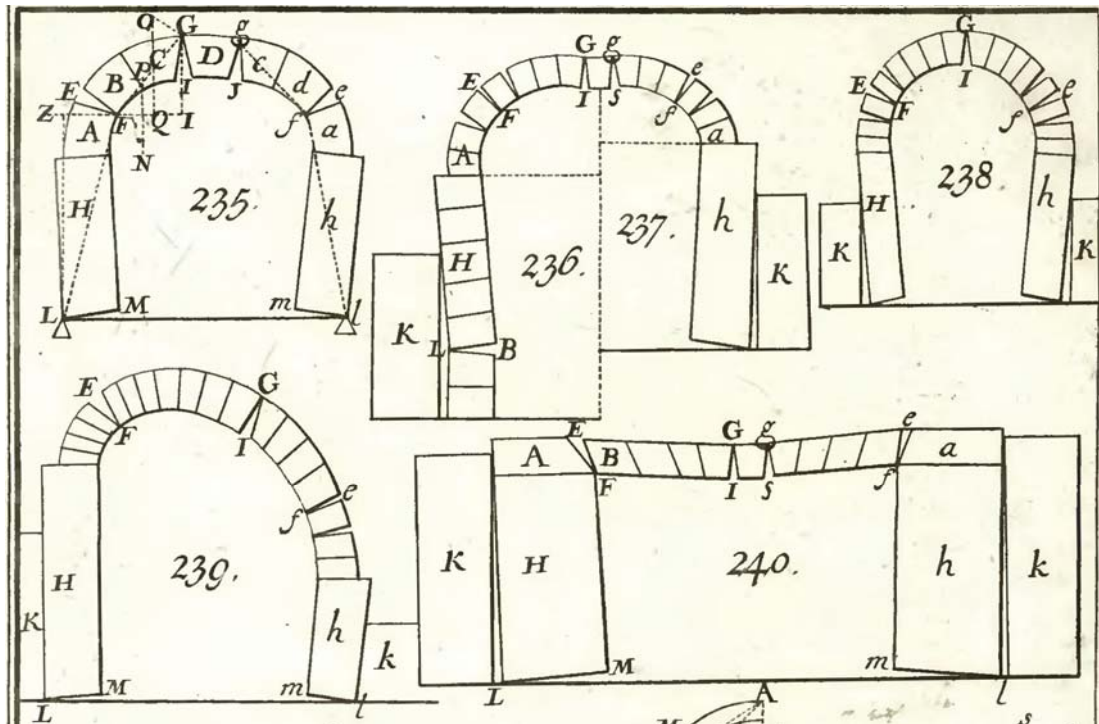 O G g
D
C c
E B P I J d e
Z A F Q I f a
N
H 235. h
L M m l
G g
E e
F I S f
A a
H 236. 237. h
K K
L B
G
E I e
F f
H 238 h
K K
E G
F I
e
f
H 239. h
K k
L M m l
E G g e
A B a
F I S f
K H 240. h k
M m
L A l
M s